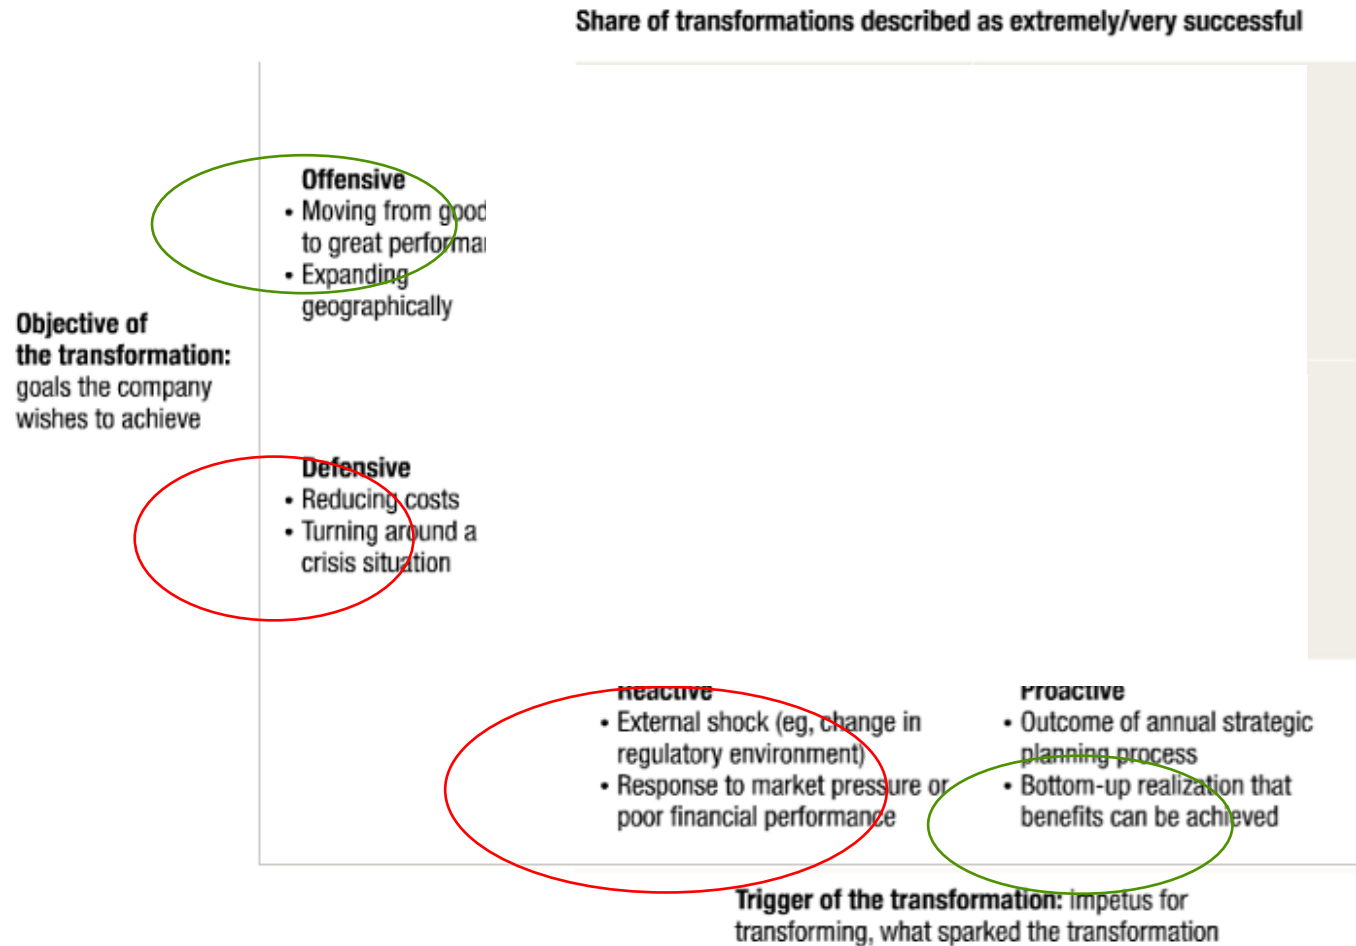 Share of transformations described as extremely/very successful
Offensive
• Moving from good
to great
• Expanding
geographically
Objective of
the transformation:
goals the company
wishes to achieve
Defensive
• Reducing costs
• Turning around a
crisis situation
Reactive
• External shock (eg, change in
regulatory environment)
• Response to market pressure or
poor financial performance
Proactive
• Outcome of annual strategic
planning process
• Bottom-up realization that
benefits can be achieved
Trigger of the transformation: impetus for
transforming, what sparked the transformation